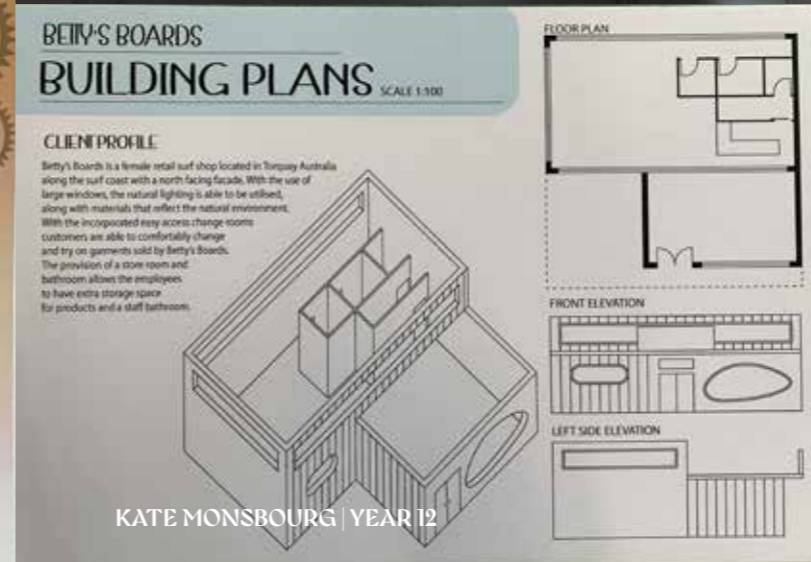 BETTY'S BOARDS
BUILDING PLANS SCALE 1:100
CLIENT PROFILE
Betty's Boards is a female retail surf shop located in Torquay Australia
along the surf coast with a north facing facade. With the use of
large windows, the natural lighting is able to be utilised,
along with materials that reflect the natural environment.
With the incorporated easy access change rooms
customers are able to comfortably change
and try on garments sold by Betty's Boards.
The provision of a store room and
bathroom allows the employees
to have extra storage space
for products and a staff bathroom.
FLOOR PLAN
FRONT ELEVATION
LEFT SIDE ELEVATION
KATE MONSBOURG | YEAR 12